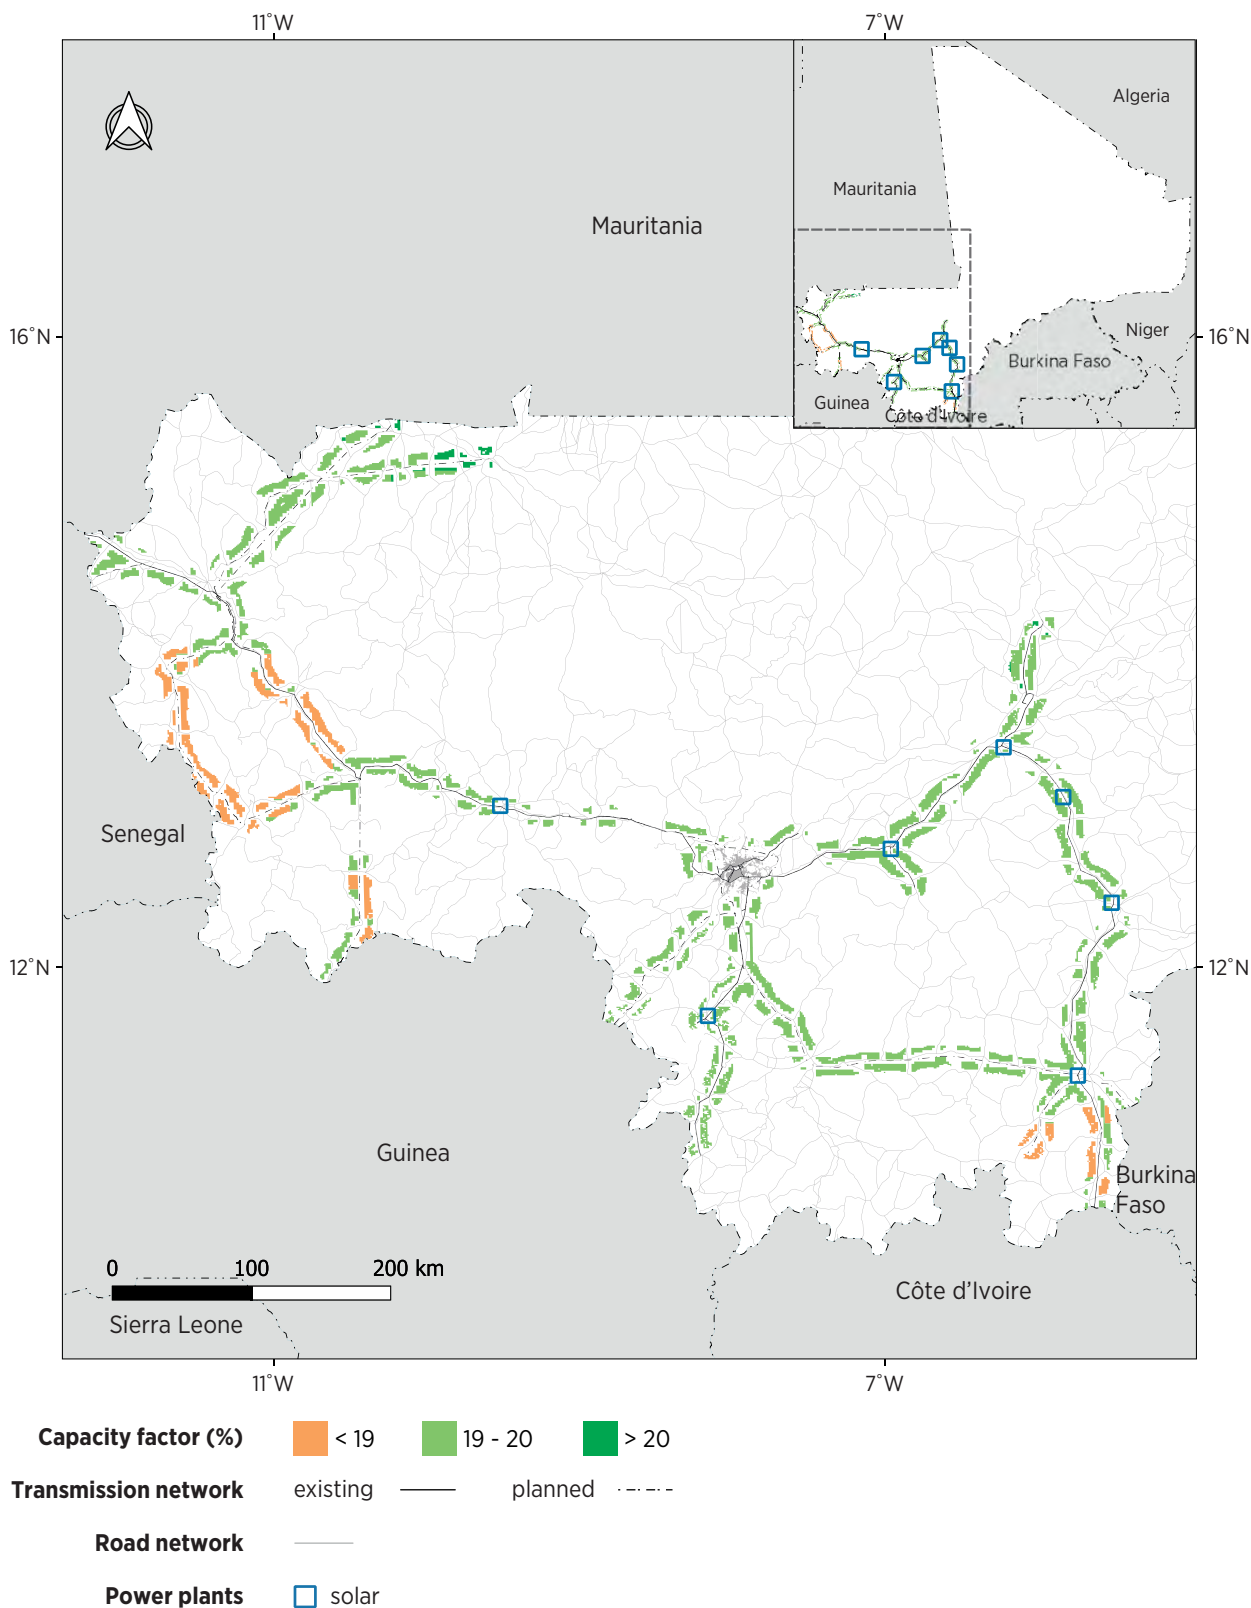 11°W 7°W
Algeria
Mauritania
Mauritania
16°N 16°N
Niger
Burkina Faso
Guinea
Côte d'Ivoire
Senegal
12°N 12°N
Guinea
Burkina
Faso
0 100 200 km
Côte d'Ivoire
Sierra Leone
11°W 7°W
Capacity factor (%) < 19 19 - 20 > 20
Transmission network existing planned
Road network
Power plants solar